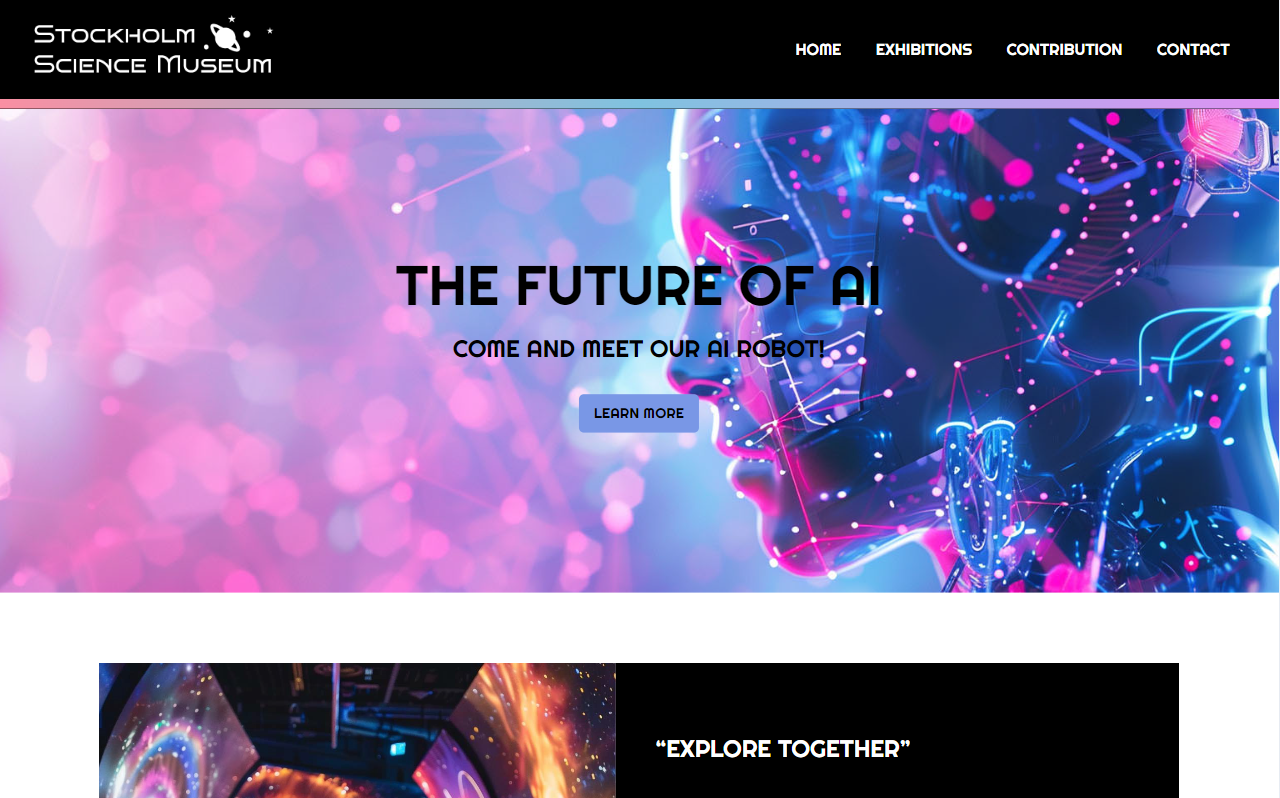 STOCKHOLM
SCIENCE MUSEUM
HOME EXHIBITIONS CONTRIBUTION CONTACT
THE FUTURE OF AI
COME AND MEET OUR AI ROBOT!
LEARN MORE
“EXPLORE TOGETHER”